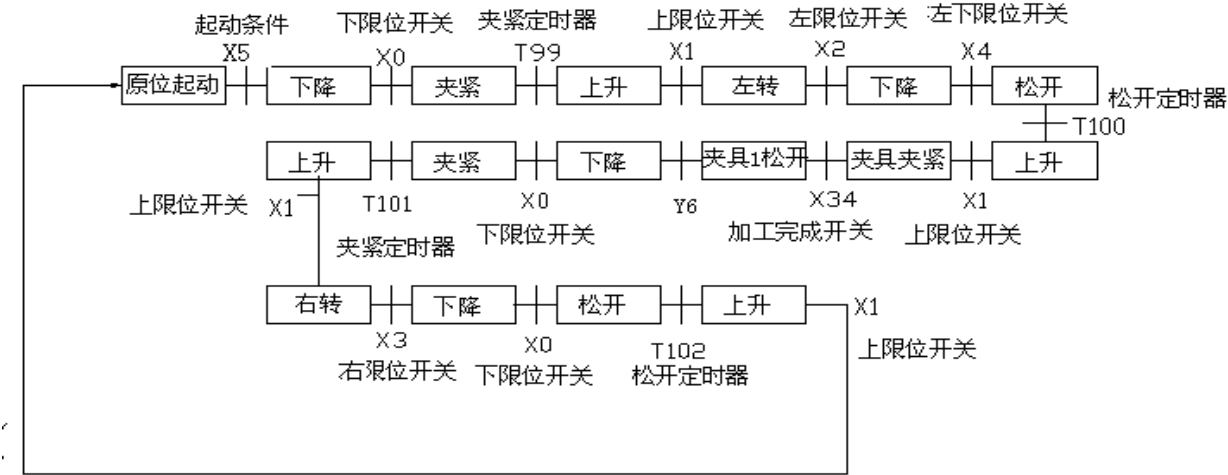 起动条件 下限位开关 夹紧定时器 上限位开关 左限位开关 左下限位开关
X5 X0 T99 X1 X2 X4
原位起动 下降 夹紧 上升 左转 下降 松开
松开定时器
T100
上升 夹紧 下降 夹具1松开 夹具夹紧 上升
上限位开关 X1 T101 X0 Y6 X34 X1
夹紧定时器 下限位开关 加工完成开关 上限位开关
右转 下降 松开 上升 X1
X3 X0 T102 上限位开关
右限位开关 下限位开关 松开定时器